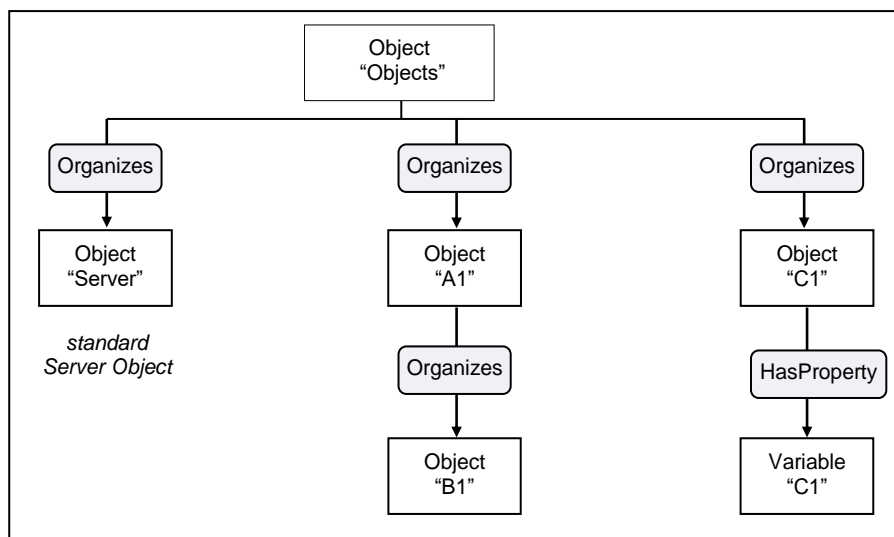 Object
“Objects”
Organizes
Organizes
Organizes
Object
“Server”
Object
“A1”
Object
“C1”
standard
Server Object
Organizes
HasProperty
Object
“B1”
Variable
“C1”